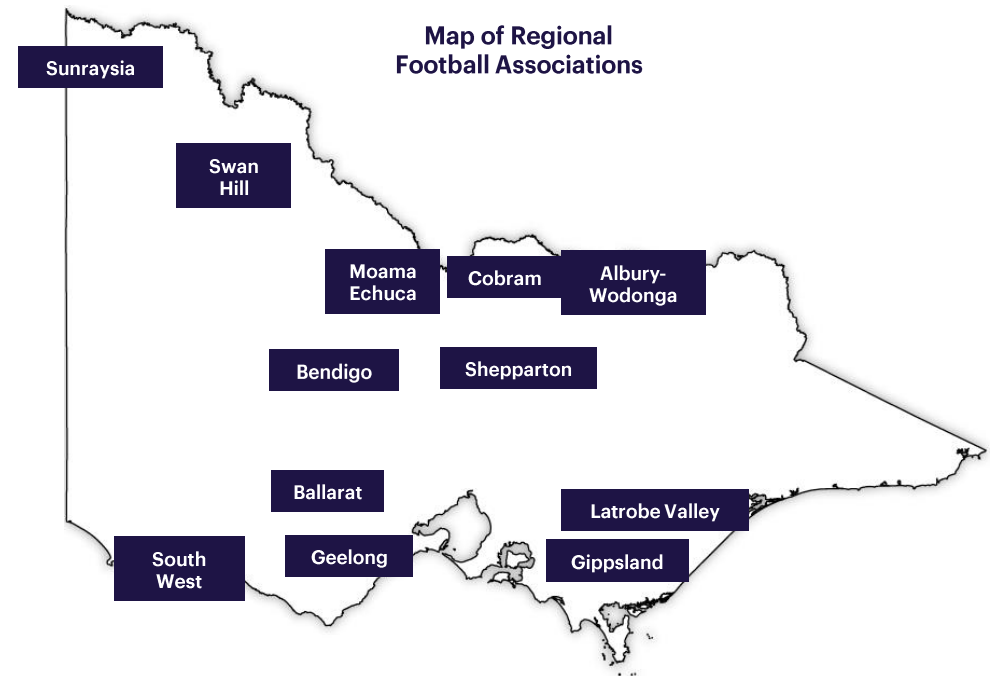 Map of Regional
Football Associations
Sunraysia
Swan
Hill
Moama
Echuca
Cobram
Albury-
Wodonga
Bendigo
Shepparton
Ballarat
Latrobe Valley
South
West
Geelong
Gippsland